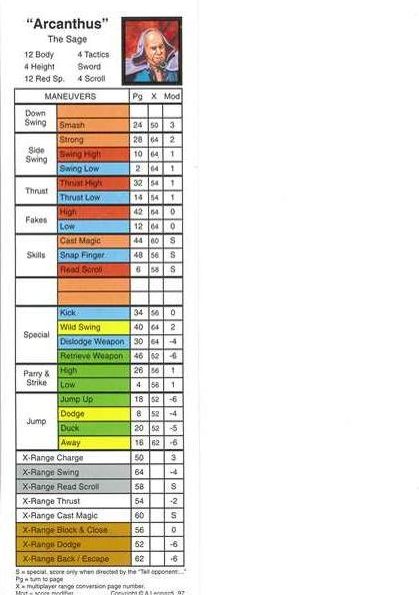 "Arcanthus"
The Sage
12 Body 4 Tactics
4 Height Sword
12 Red Sp. 4 Scroll
MANEUVERS Pg X Mod
Down Swing
Smash 24 50 3
Side Swing
Strong 28 64 2
Swing High 10 64 1
Swing Low 2 64 1
Thrust
Thrust High 32 54 1
Thrust Low 14 54 1
Fakes
High 42 64 0
Low 12 64 0
Skills
Cast Magic 44 60 S
Snap Finger 48 56 S
Read Scroll 6 58 S
Special
Kick 34 56 0
Wild Swing 40 64 2
Dislodge Weapon 30 64 -4
Retrieve Weapon 46 52 -6
Parry & Strike
High 26 56 1
Low 4 56 1
Jump
Jump Up 18 52 -6
Dodge 8 52 -4
Duck 20 52 -5
Away 16 62 -6
X-Range Charge 50 3
X-Range Swing 64 -4
X-Range Read Scroll 58 S
X-Range Thrust 54 -2
X-Range Cast Magic 60 S
X-Range Block & Close 56 0
X-Range Dodge 52 -6
X-Range Back / Escape 62 -6
S = special, score only when directed by the "Tell opponent:..."
Pg = turn to page
X = multiplayer range conversion page number.
Mod = score modifier Copyright © A.Leonardi, 97